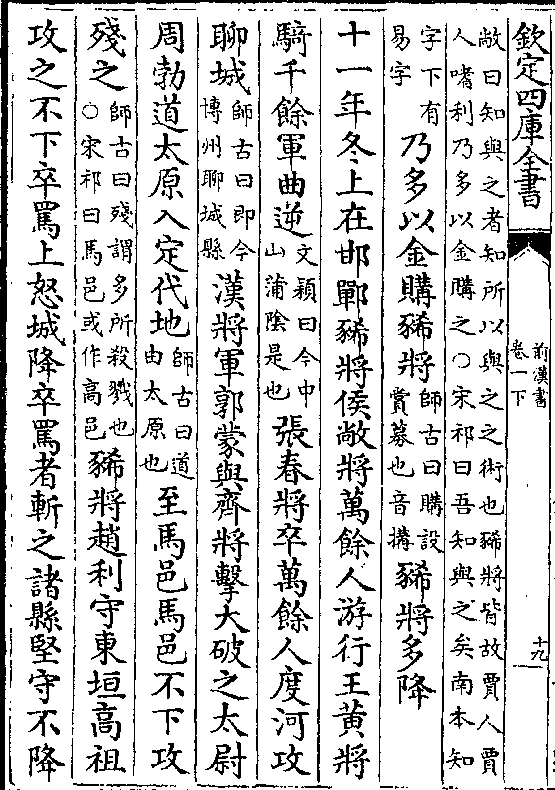 欽定四庫全書
前漢書
卷一下
十九
敞曰知與之者知所以與之之術也豨將皆故賈人賈
人嗜利乃多以金購之○宋祁曰吾知與之矣南本知
字下有
易字
乃多以金購豨將
師古曰購設
賞募也音搆
豨將多降
十一年冬上在邯鄲豨將侯敞將萬餘人游行王黃將
騎千餘軍曲逆
文穎曰今中
山蒲陰是也
張春將卒萬餘人度河攻
聊城
師古曰即今
博州聊城縣
漢將軍郭蒙與齊將擊大破之太尉
周勃道太原入定代地
師古曰道
由太原也
至馬邑馬邑不下攻
殘之
師古曰殘謂多所殺戮也
○宋祁曰馬邑或作高邑
豨將趙利守東垣高祖
攻之不下卒罵上怒城降卒罵者斬之諸縣堅守不降